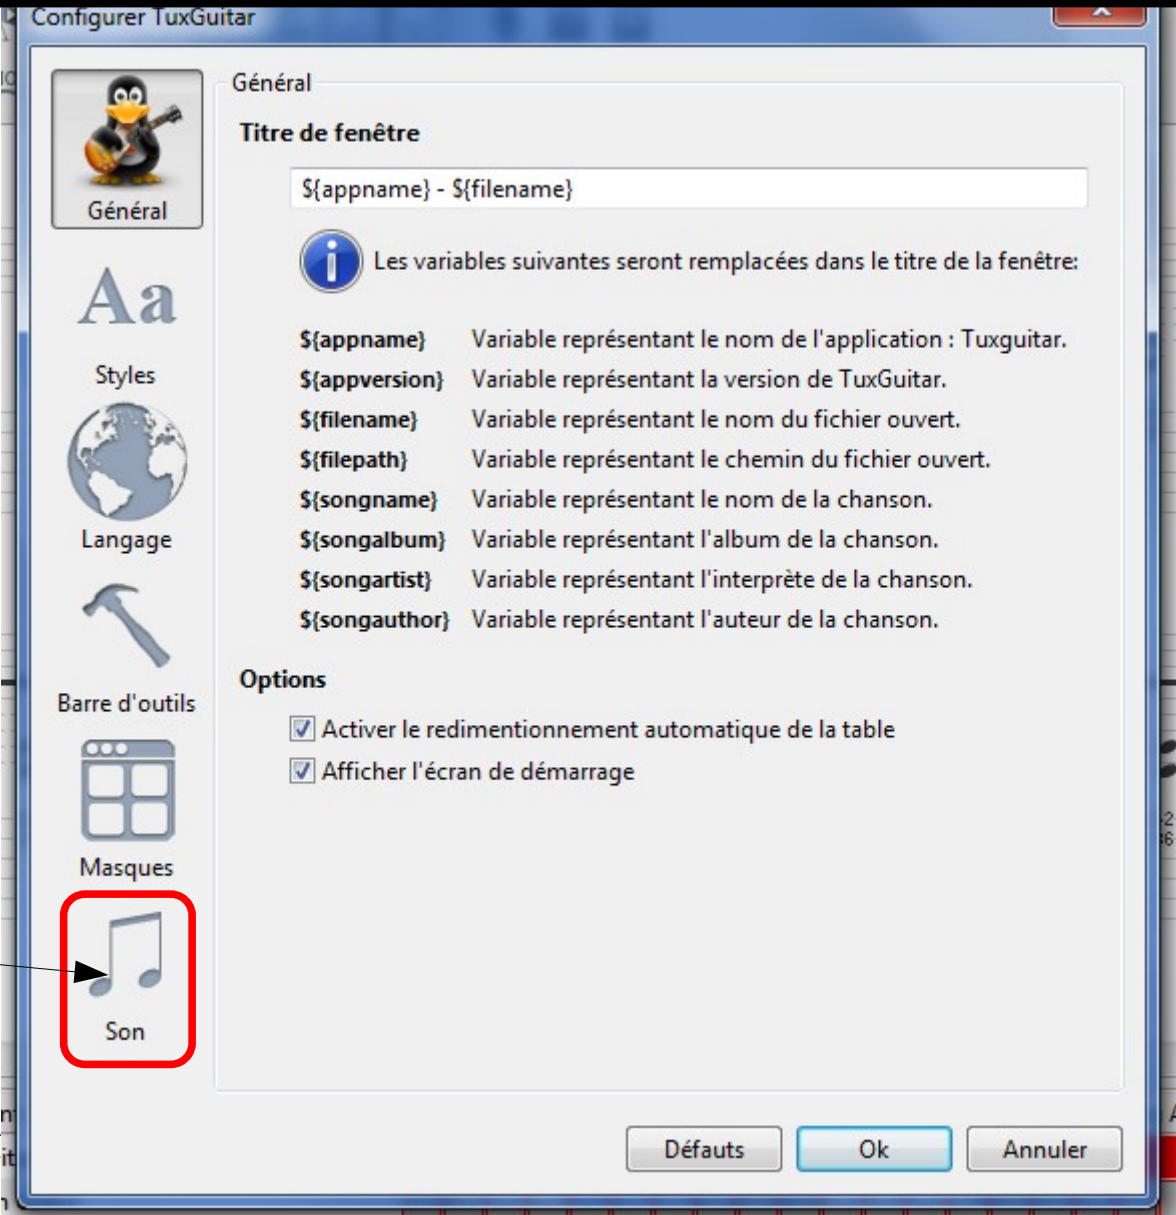 Configurer TuxGuitar
Général
Général
Titre de fenêtre
${appname} - ${filename}
Les variables suivantes seront remplacées dans le titre de la fenêtre:
Styles
${appname} Variable représentant le nom de l'application : Tuxguitar.
${appversion} Variable représentant la version de TuxGuitar.
${filename} Variable représentant le nom du fichier ouvert.
${filepath} Variable représentant le chemin du fichier ouvert.
${songname} Variable représentant le nom de la chanson.
${songalbum} Variable représentant l'album de la chanson.
${songartist} Variable représentant l'interprète de la chanson.
${songauthor} Variable représentant l'auteur de la chanson.
Langage
Barre d'outils
Options
Activer le redimentionnement automatique de la table
Afficher l'écran de démarrage
Masques
Son
Défauts Ok Annuler